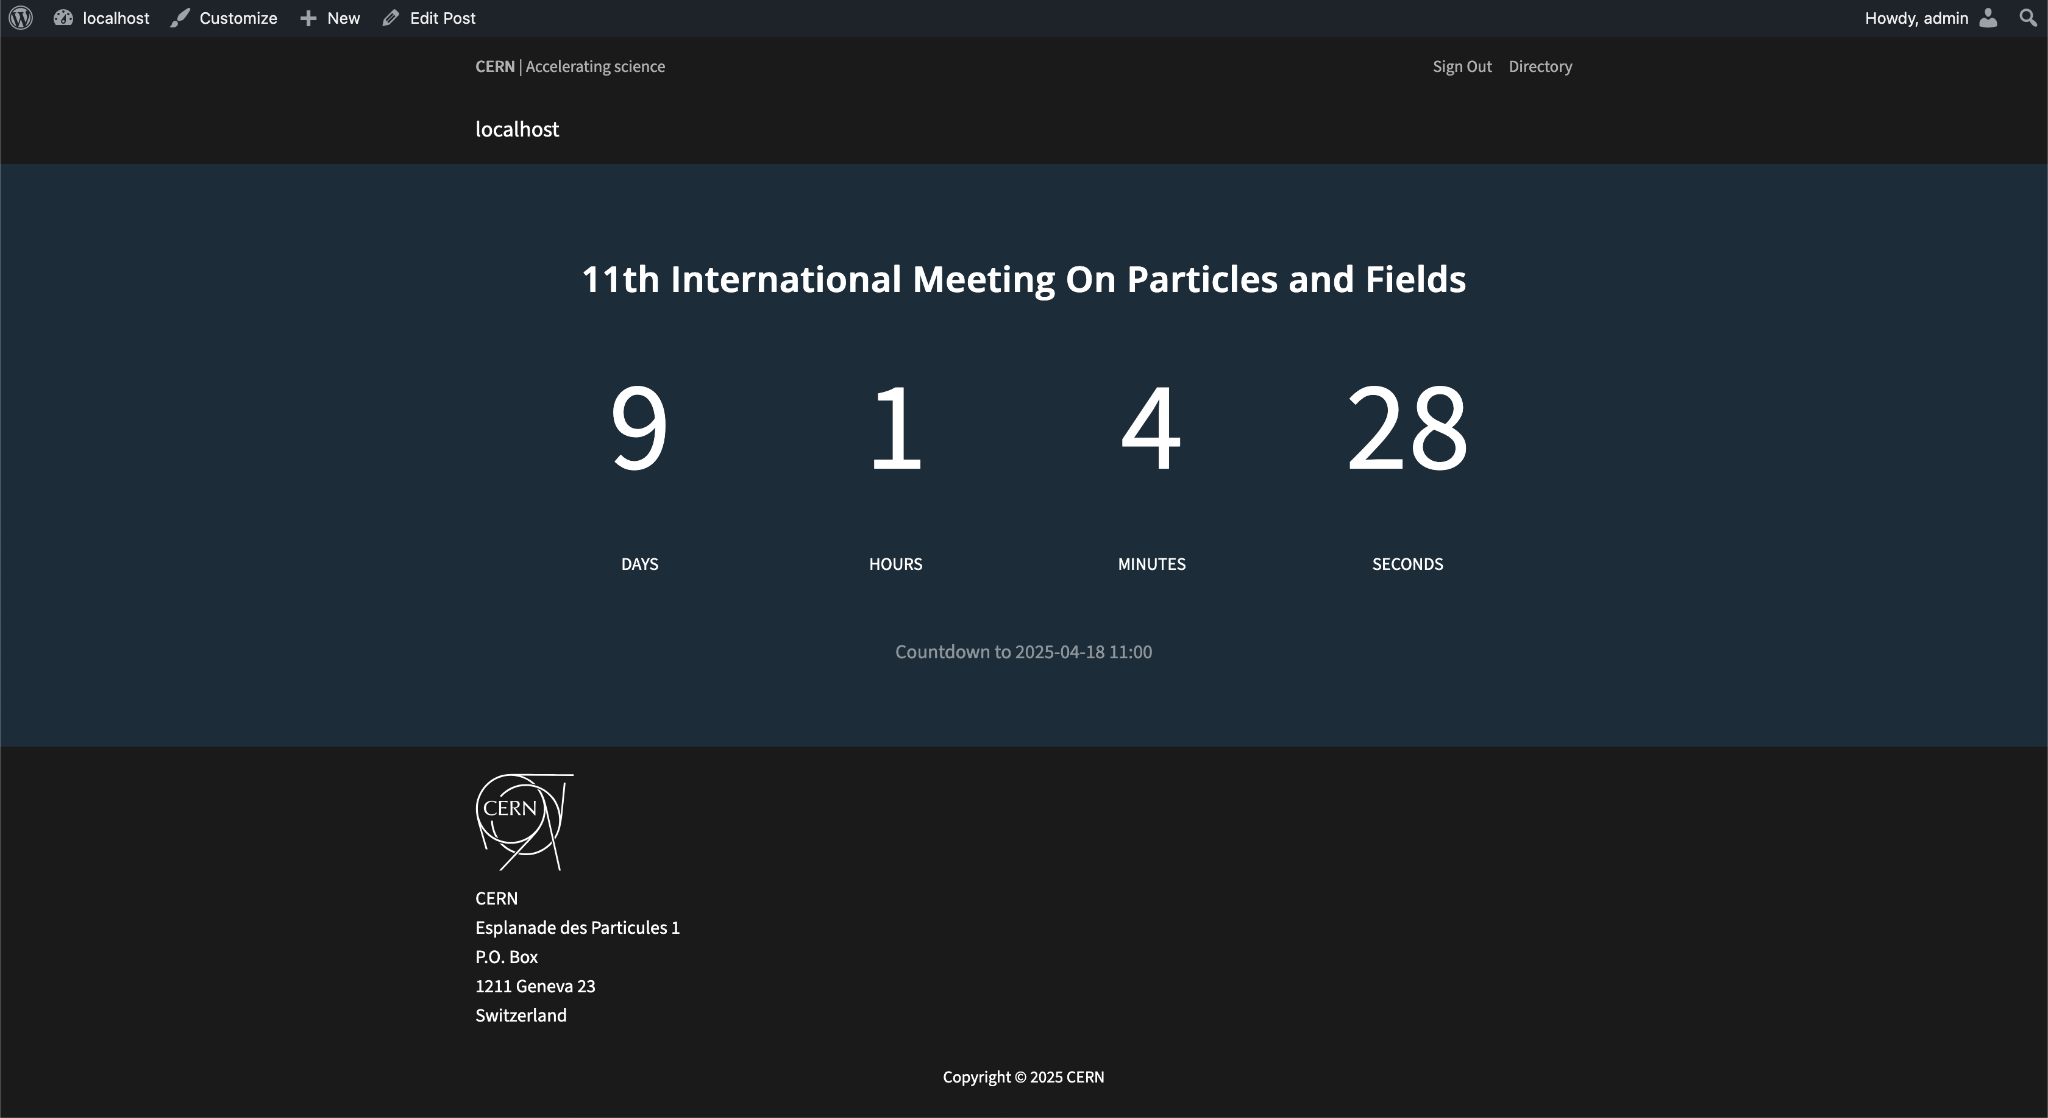 localhost Customize New Edit Post Howdy, admin
CERN | Accelerating science Sign Out Directory
localhost
11th International Meeting On Particles and Fields
9 1 4 28
DAYS HOURS MINUTES SECONDS
Countdown to 2025-04-18 11:00
CERN
CERN
Esplanade des Particules 1
P.O. Box
1211 Geneva 23
Switzerland
Copyright © 2025 CERN